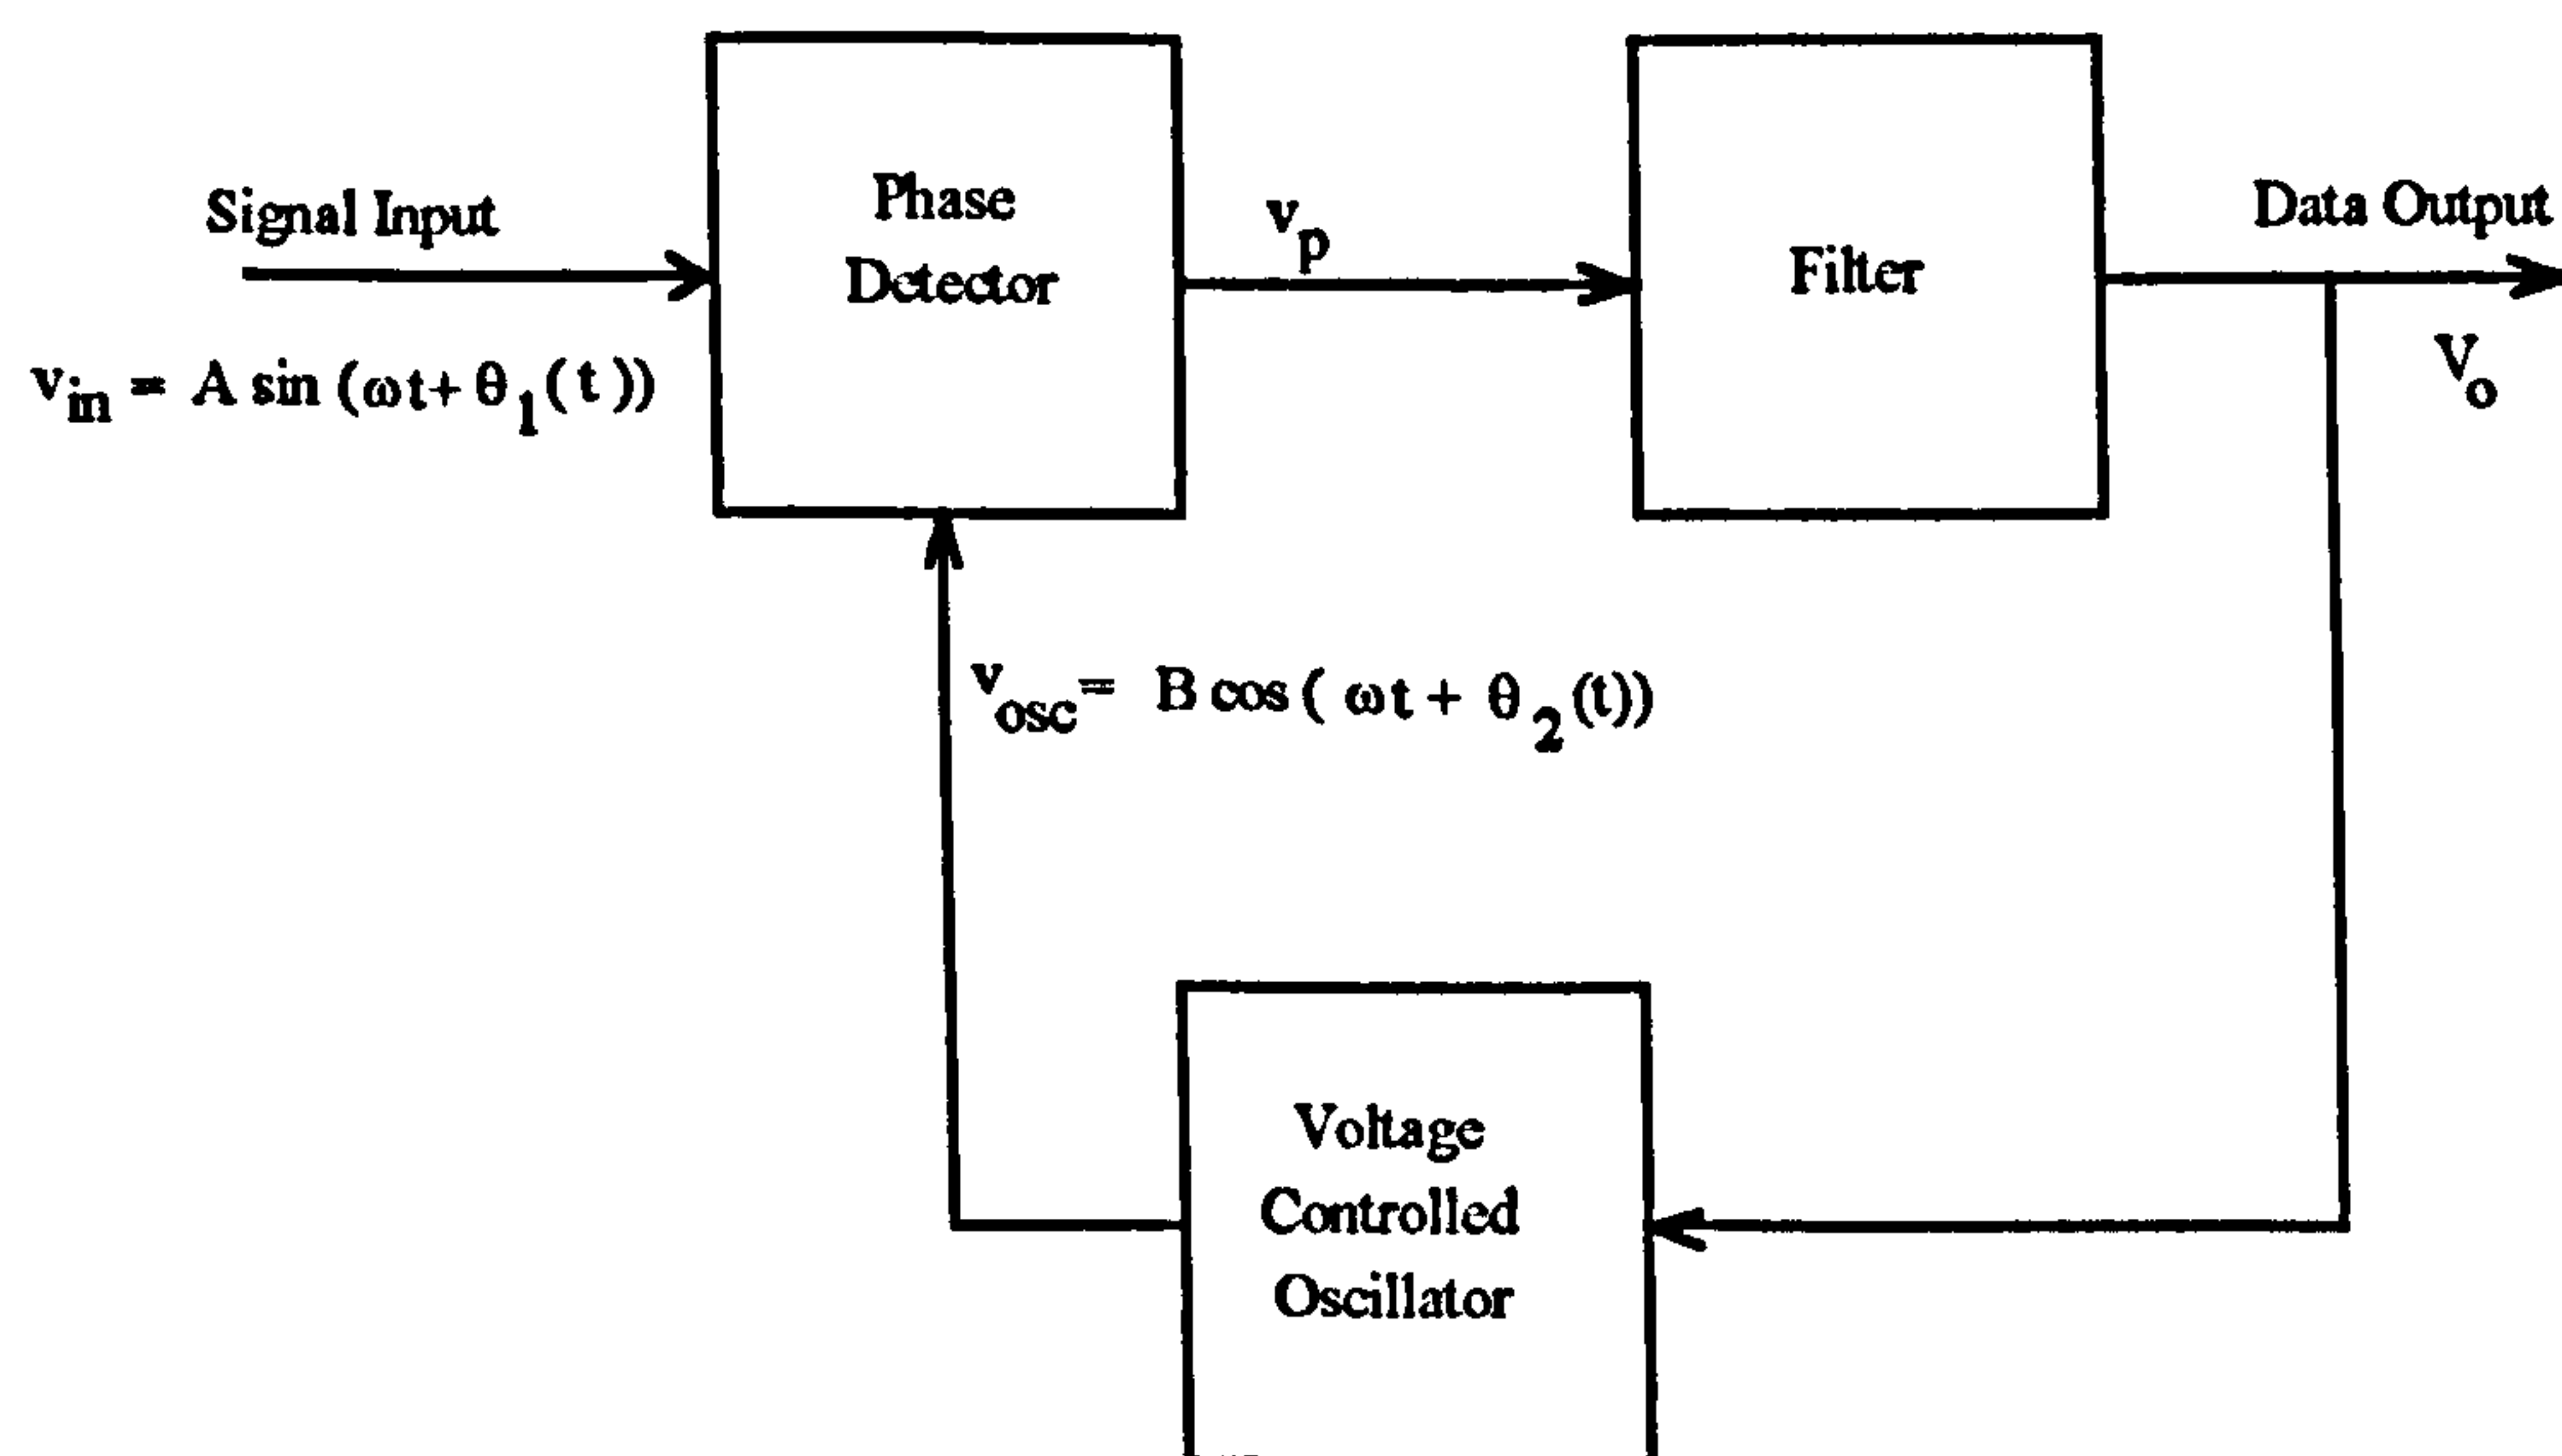 Signal Input
v_in = A sin (ωt+ θ_1(t))
Phase
Detector
v_p
Filter
Data Output
V_o
v_osc = B cos ( ωt + θ_2(t))
Voltage
Controlled
Oscillator